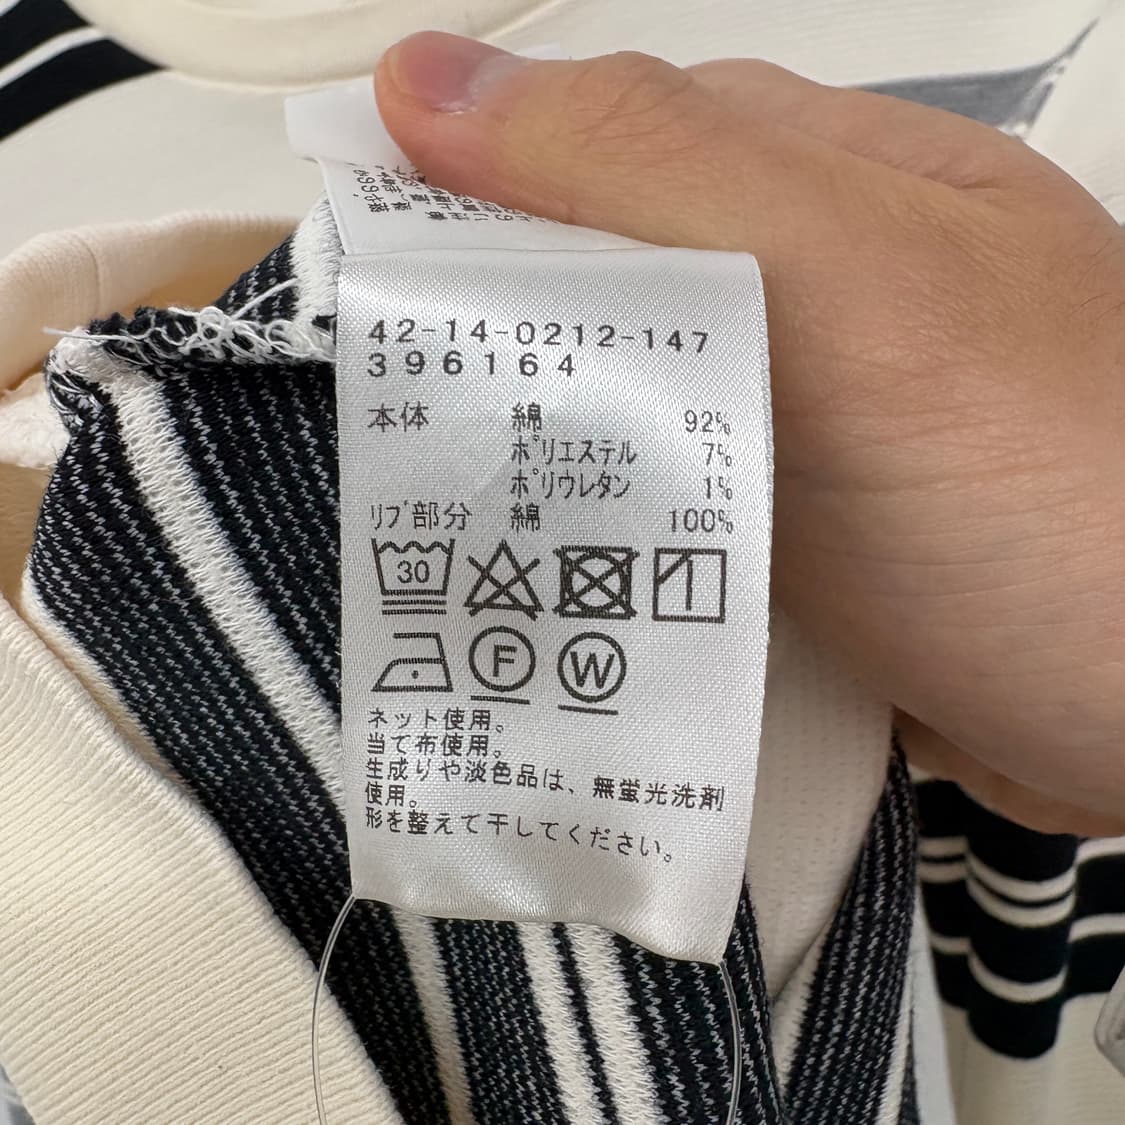 42-14-0212-147
396164
本体 綿 92%
ポリエステル 7%
ポリウレタン 1%
リブ部分 綿 100%
30
F W
ネット使用。
当て布使用。
生成りや淡色品は、無蛍光洗剤
使用。
形を整えて干してください。